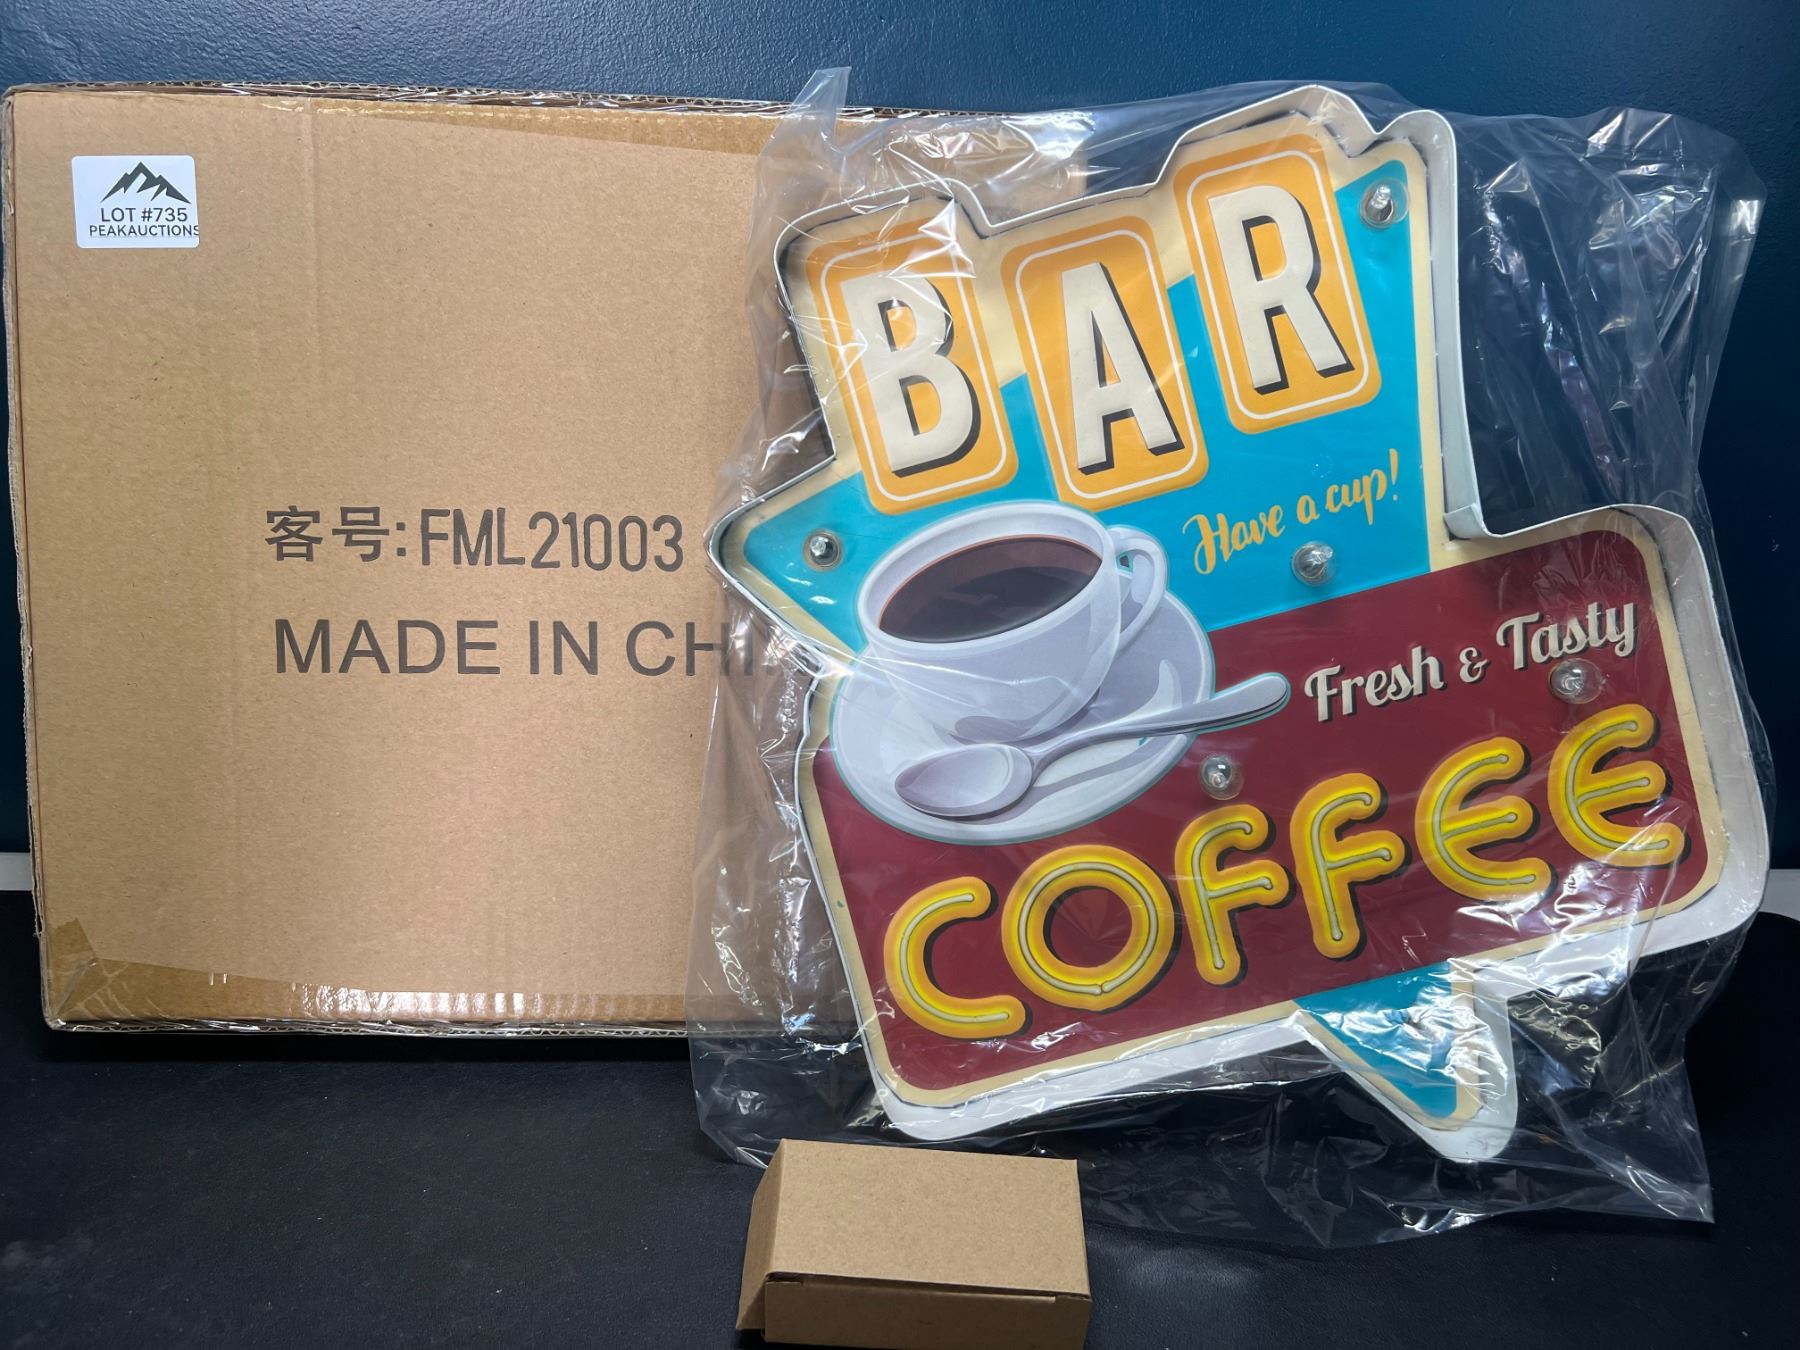 LOT #735
PEAKAUCTIONS
客号:FML21003
MADE IN CHI
BAR
Have a cup!
Fresh & Tasty
COFFEE